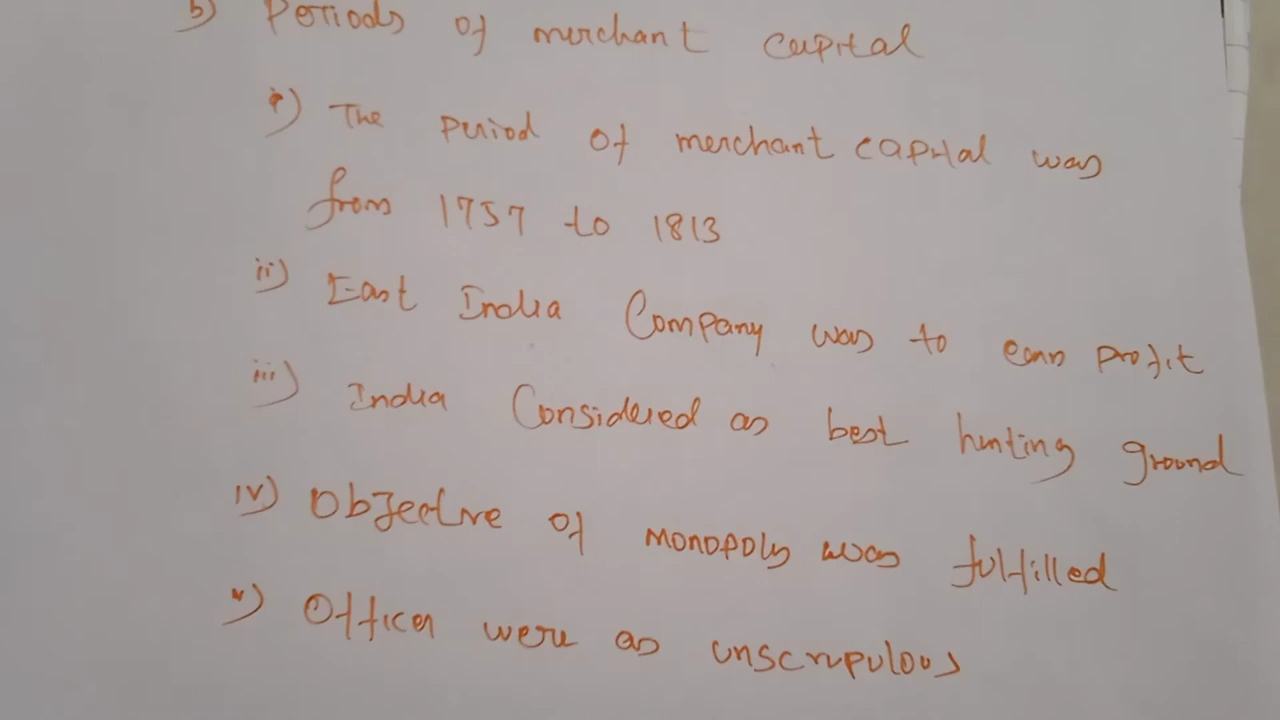 b) Periods of merchant capital
i) The period of merchant capital was
from 1757 to 1813
ii) East India Company was to earn profit
iii) India Considered as best hunting ground
iv) Objective of monopoly was fulfilled
v) Officer were as unscrupulous